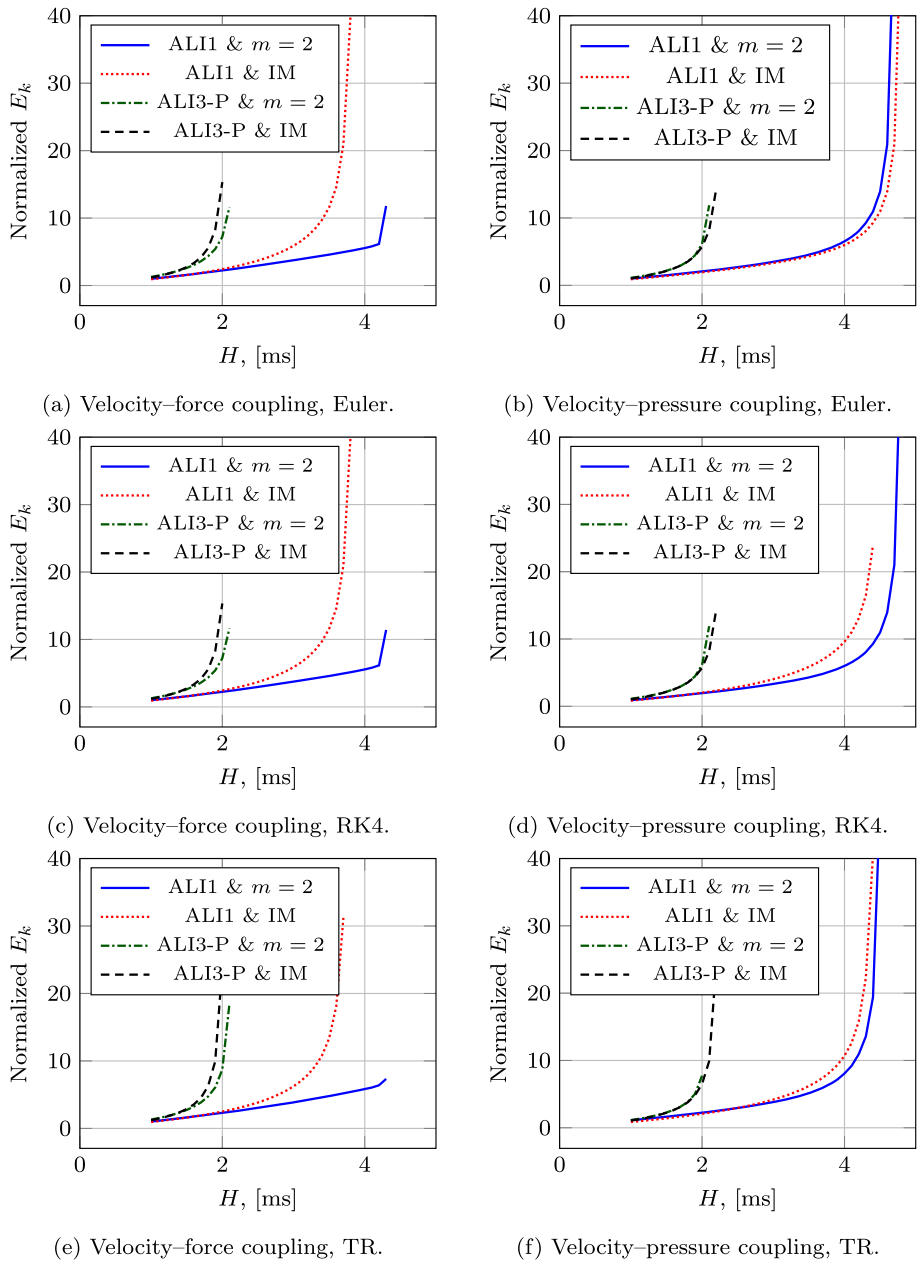 40
30
20
10
0
Normalized E_k
ALI1 & m = 2
ALI1 & IM
ALI3-P & m = 2
ALI3-P & IM
0 2 4
H, [ms]
(a) Velocity–force coupling, Euler.
40
30
20
10
0
Normalized E_k
ALI1 & m = 2
ALI1 & IM
ALI3-P & m = 2
ALI3-P & IM
0 2 4
H, [ms]
(b) Velocity–pressure coupling, Euler.
40
30
20
10
0
Normalized E_k
ALI1 & m = 2
ALI1 & IM
ALI3-P & m = 2
ALI3-P & IM
0 2 4
H, [ms]
(c) Velocity–force coupling, RK4.
40
30
20
10
0
Normalized E_k
ALI1 & m = 2
ALI1 & IM
ALI3-P & m = 2
ALI3-P & IM
0 2 4
H, [ms]
(d) Velocity–pressure coupling, RK4.
40
30
20
10
0
Normalized E_k
ALI1 & m = 2
ALI1 & IM
ALI3-P & m = 2
ALI3-P & IM
0 2 4
H, [ms]
(e) Velocity–force coupling, TR.
40
30
20
10
0
Normalized E_k
ALI1 & m = 2
ALI1 & IM
ALI3-P & m = 2
ALI3-P & IM
0 2 4
H, [ms]
(f) Velocity–pressure coupling, TR.